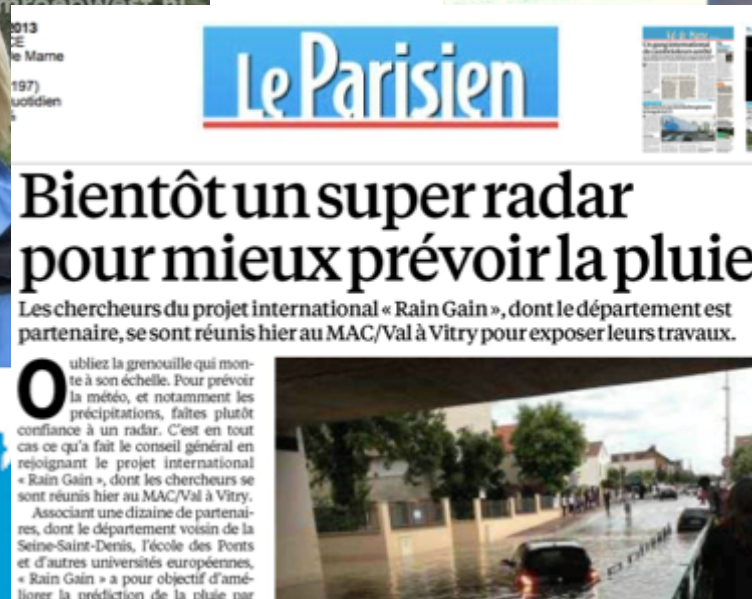 2013
CE
e Marne
197)
uotidien
Le Parisien
Bientôt un super radar
pour mieux prévoir la pluie
Les chercheurs du projet international « Rain Gain », dont le département est
partenaire, se sont réunis hier au MAC/Val à Vitry pour exposer leurs travaux.
Oubliez la grenouille qui mon-
te à son échelle. Pour prévoir
la météo, et notamment les
précipitations, faîtes plutôt
confiance à un radar. C'est en tout
cas ce qu'a fait le conseil général en
rejoignant le projet international
« Rain Gain », dont les chercheurs se
sont réunis hier au MAC/Val à Vitry.
Associant une dizaine de partenai-
res, dont le département voisin de la
Seine-Saint-Denis, l'école des Ponts
et d'autres universités européennes,
« Rain Gain » a pour objectif d'amé-
liorer la prédiction de la pluie par